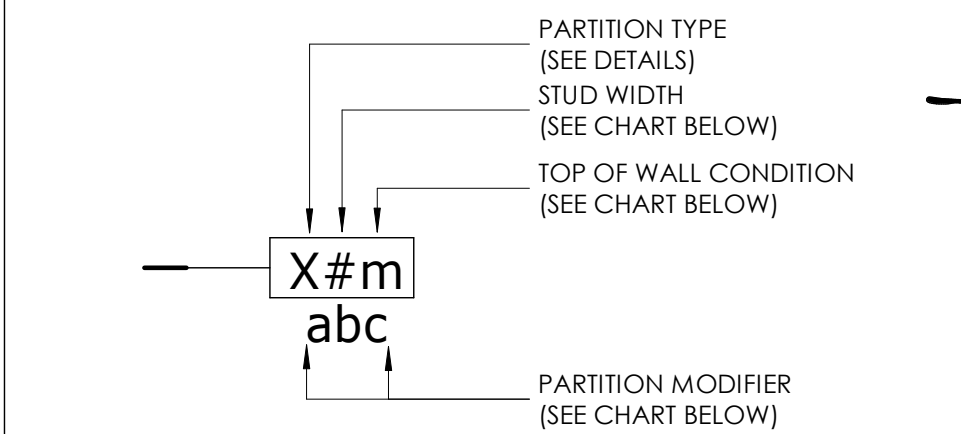 PARTITION TYPE
(SEE DETAILS)
STUD WIDTH
(SEE CHART BELOW)
TOP OF WALL CONDITION
(SEE CHART BELOW)
X#m
abc
PARTITION MODIFIER
(SEE CHART BELOW)